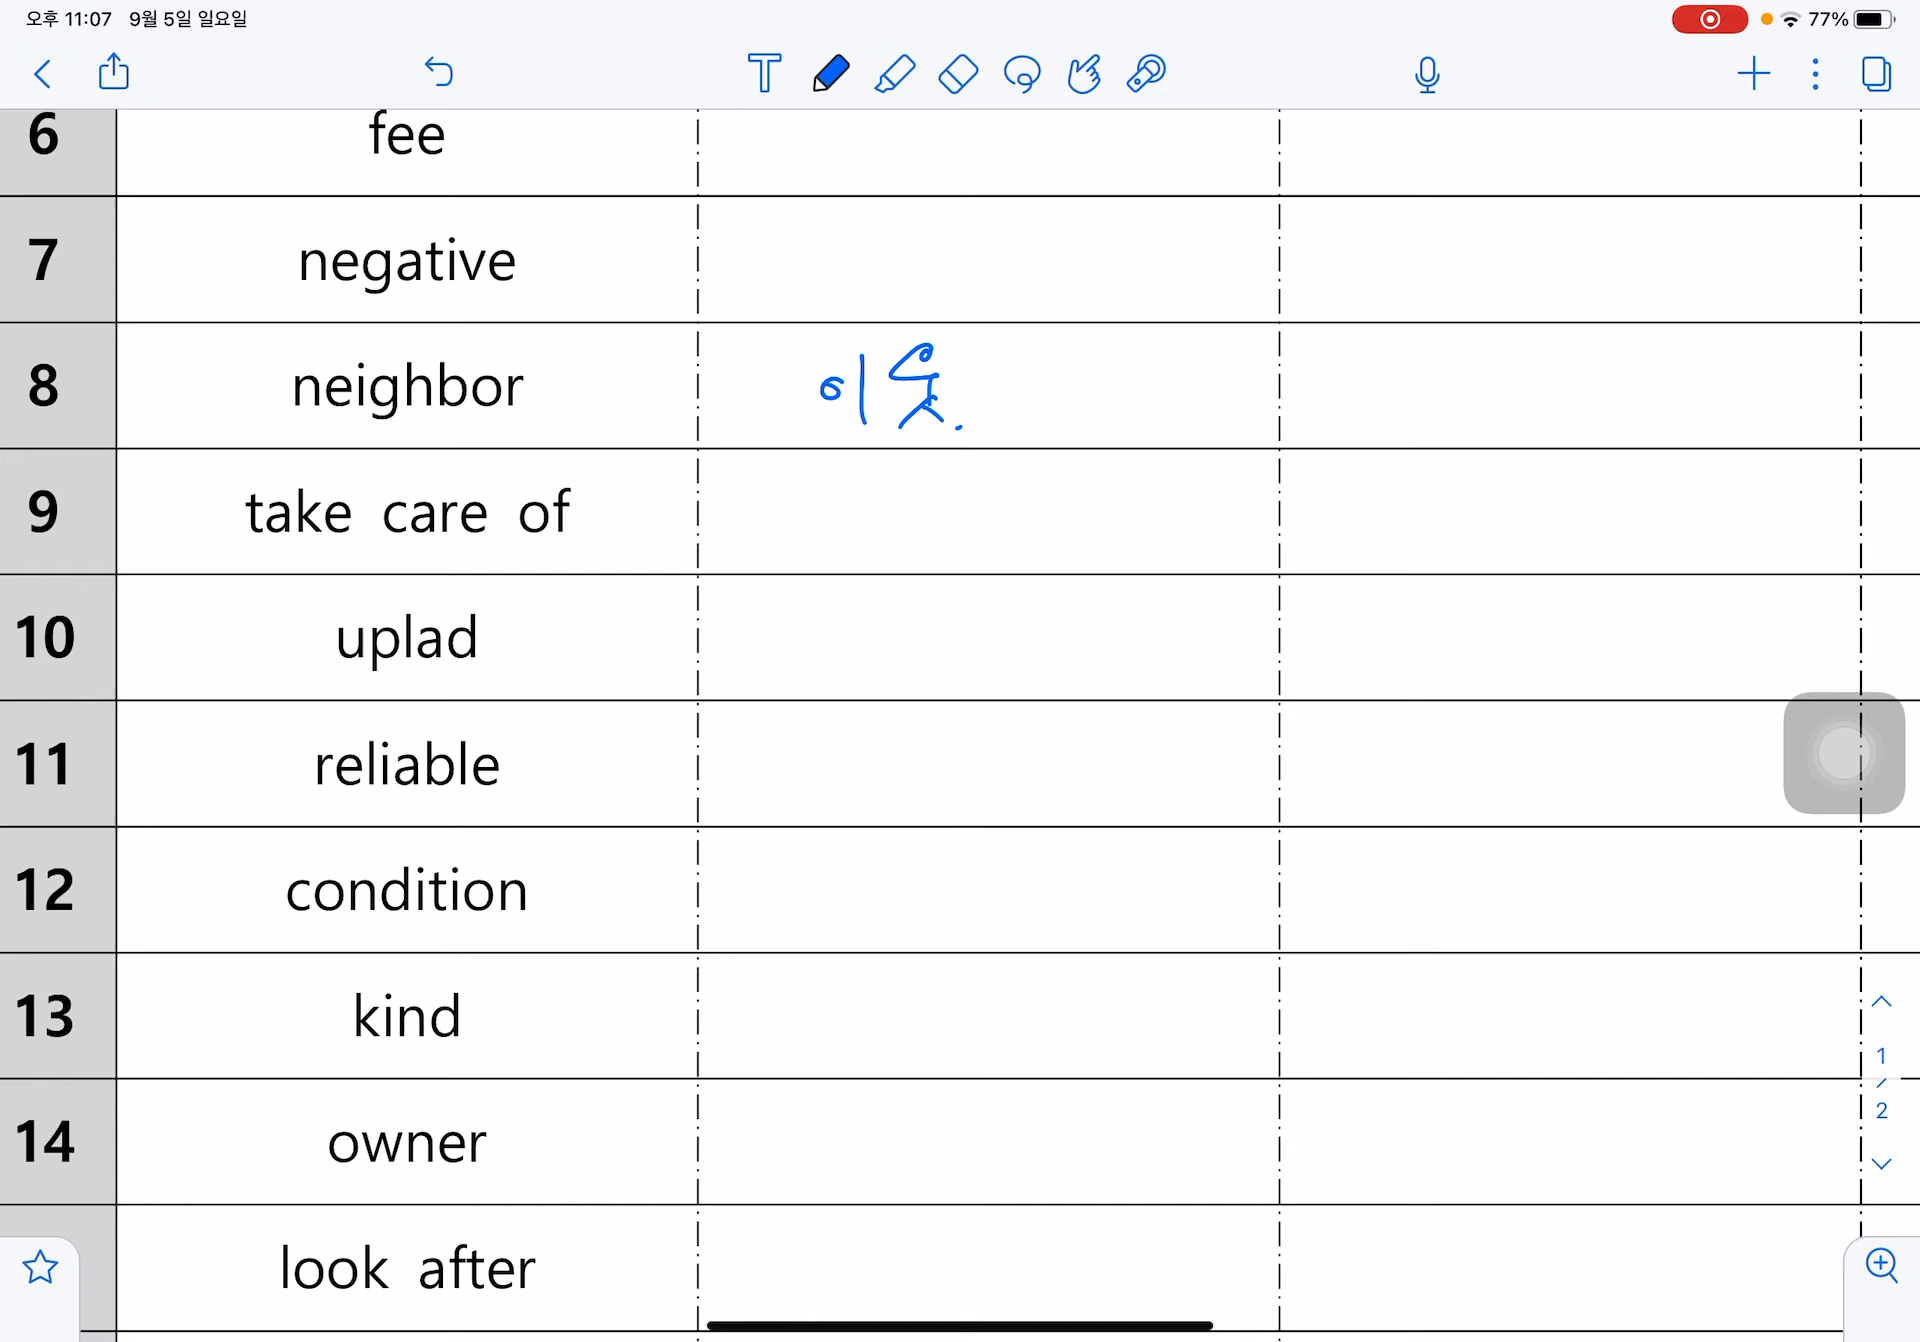 오후 11:07 9월 5일 일요일 77%
6 fee
7 negative
8 neighbor 이웃.
9 take care of
10 uplad
11 reliable
12 condition
13 kind
14 owner
look after
1
/
2